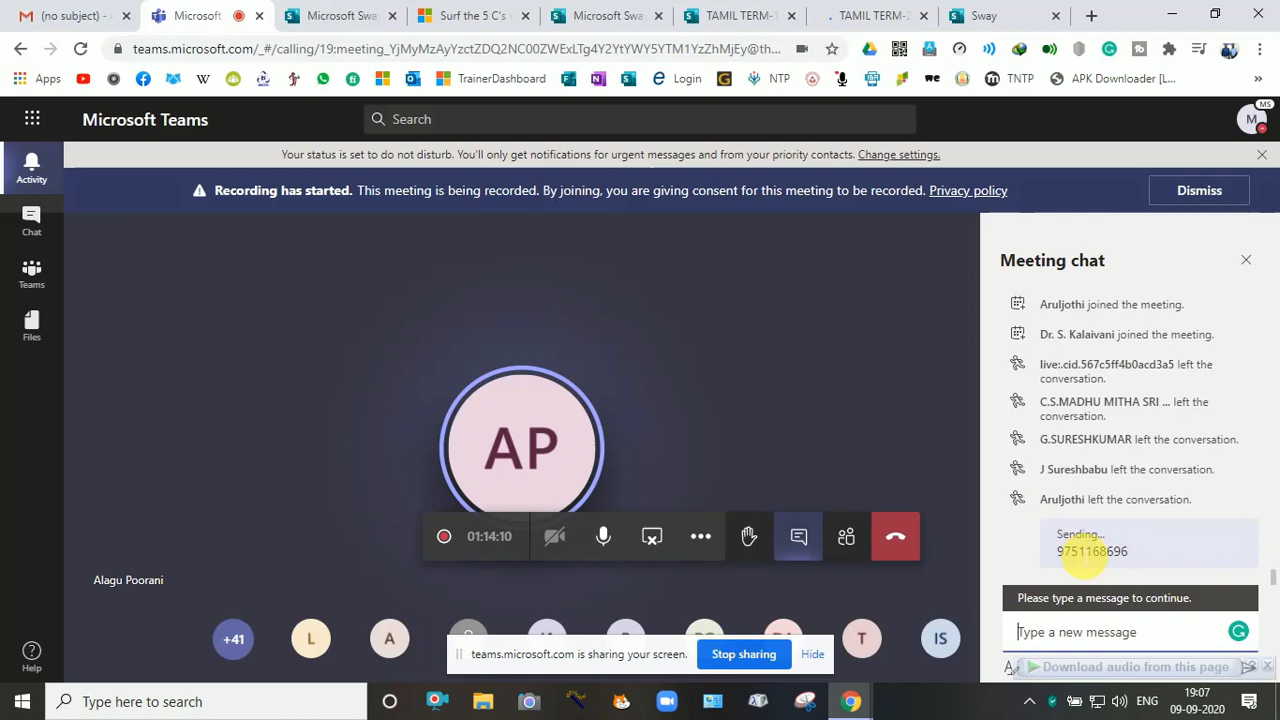 (no subject) - e
Microsoft
Microsoft Sway
Surf the 5 C's
Microsoft Sway
TAMIL TERM-1
TAMIL TERM-2
Sway
teams.microsoft.com/_#/calling/19:meeting_YjMyMzAyYzctZDQ2NC00ZWExLTg4Y2YtYWY5YTM1YzZhMjEy@th...
Apps
TrainerDashboard
Login
NTP
we
TNTP
APK Downloader [L...
Microsoft Teams
Search
MS
M
Your status is set to do not disturb. You'll only get notifications for urgent messages and from your priority contacts. Change settings.
Recording has started. This meeting is being recorded. By joining, you are giving consent for this meeting to be recorded. Privacy policy
Dismiss
Activity
Chat
Teams
Files
Help
Meeting chat
Aruljothi joined the meeting.
Dr. S. Kalaivani joined the meeting.
live:.cid.567c5ff4b0acd3a5 left the
conversation.
C.S.MADHU MITHA SRI ... left the
conversation.
G.SURESHKUMAR left the conversation.
J Sureshbabu left the conversation.
Aruljothi left the conversation.
Sending...
9751168696
Please type a message to continue.
Type a new message
Download audio from this page
AP
01:14:10
Alagu Poorani
+41
L
A
T
IS
teams.microsoft.com is sharing your screen.
Stop sharing
Hide
Type here to search
ENG
19:07
09-09-2020